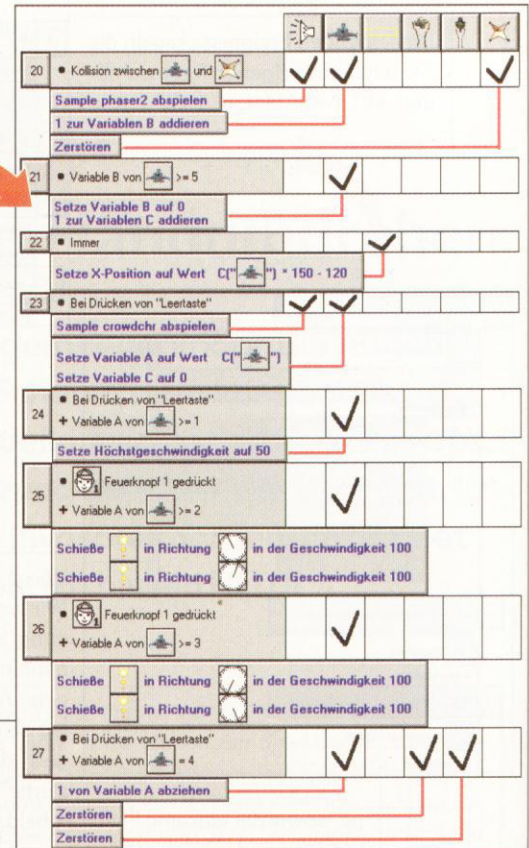 20 • Kollision zwischen und
Sample phaser2 abspielen
1 zur Variablen B addieren
Zerstören
21 • Variable B von >= 5
Setze Variable B auf 0
1 zur Variablen C addieren
22 • Immer
Setze X-Position auf Wert C(" ") * 150 - 120
23 • Bei Drücken von "Leertaste"
Sample crowdchr abspielen
Setze Variable A auf Wert C(" ")
Setze Variable C auf 0
24 • Bei Drücken von "Leertaste"
+ Variable A von >= 1
Setze Höchstgeschwindigkeit auf 50
25 • 1 Feuerknopf 1 gedrückt
+ Variable A von >= 2
Schieße in Richtung in der Geschwindigkeit 100
Schieße in Richtung in der Geschwindigkeit 100
26 • 1 Feuerknopf 1 gedrückt
+ Variable A von >= 3
Schieße in Richtung in der Geschwindigkeit 100
Schieße in Richtung in der Geschwindigkeit 100
27 • Bei Drücken von "Leertaste"
+ Variable A von = 4
1 von Variable A abziehen
Zerstören
Zerstören